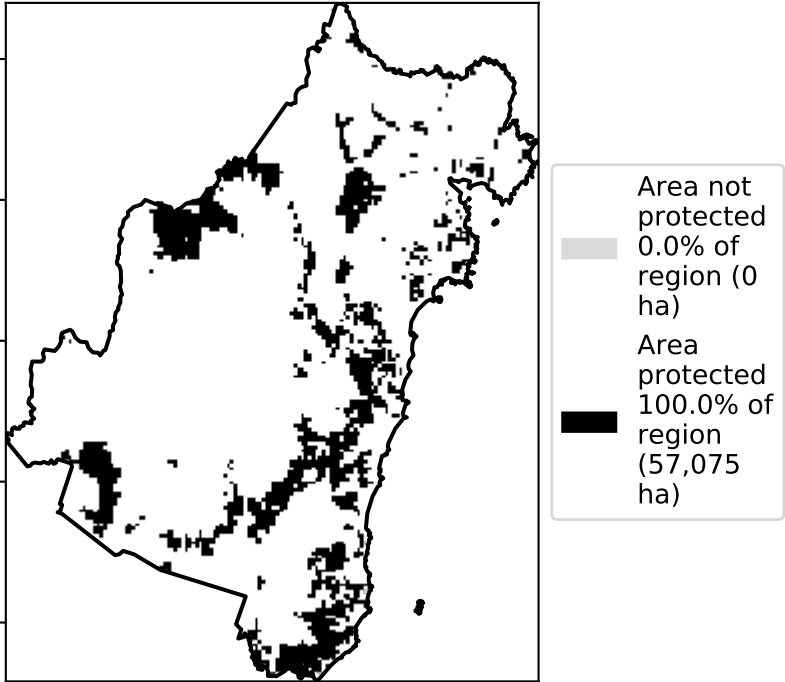 Area not
protected
0.0% of
region (0
ha)
Area
protected
100.0% of
region
(57,075
ha)